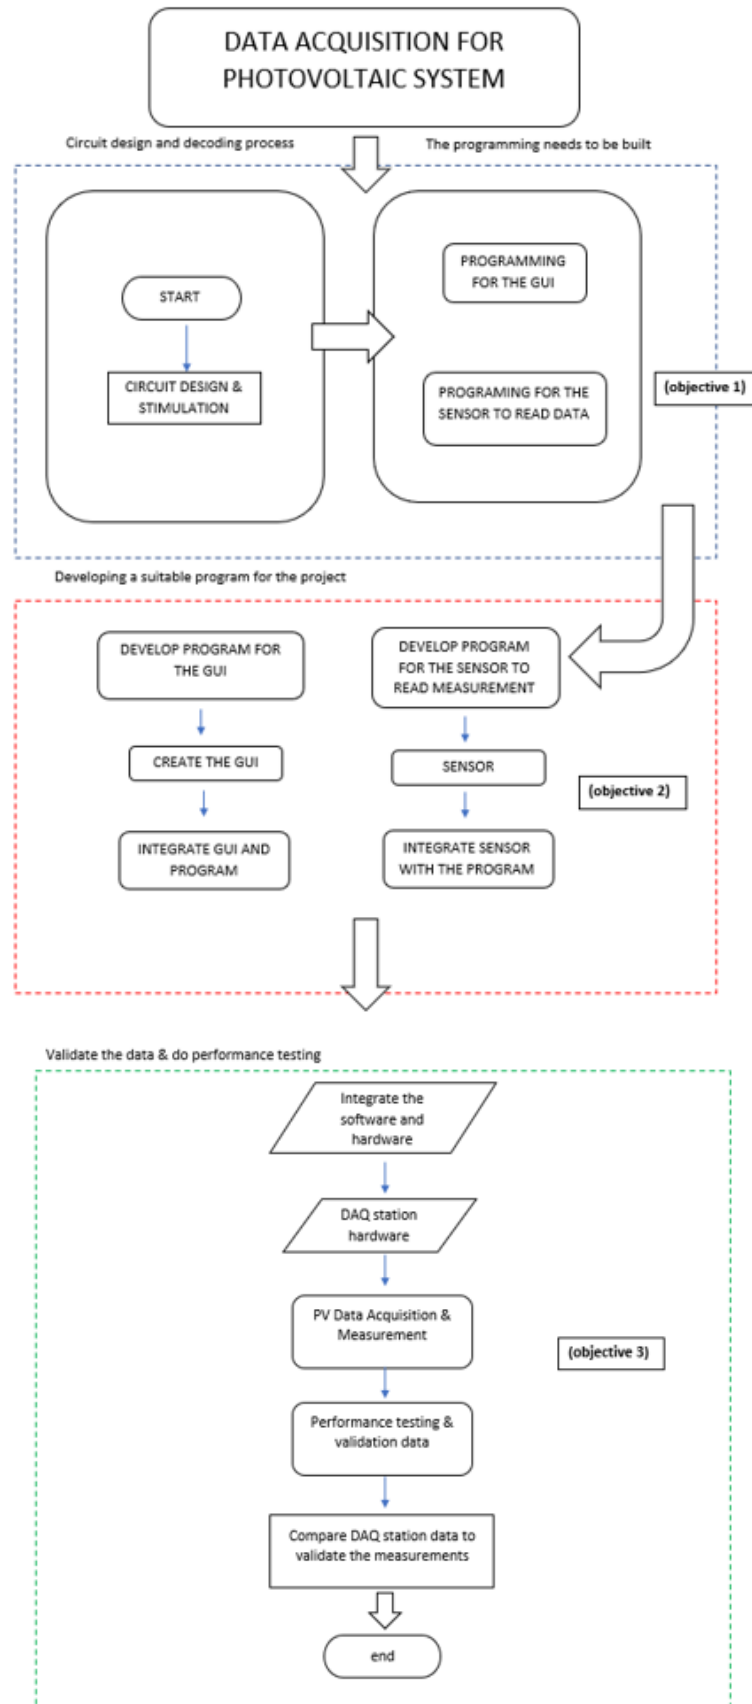 DATA ACQUISITION FOR
PHOTOVOLTAIC SYSTEM
Circuit design and decoding process
The programming needs to be built
START
CIRCUIT DESIGN &
STIMULATION
PROGRAMMING
FOR THE GUI
PROGRAMING FOR THE
SENSOR TO READ DATA
(objective 1)
Developing a suitable program for the project
DEVELOP PROGRAM FOR
THE GUI
CREATE THE GUI
INTEGRATE GUI AND
PROGRAM
DEVELOP PROGRAM
FOR THE SENSOR TO
READ MEASUREMENT
SENSOR
INTEGRATE SENSOR
WITH THE PROGRAM
(objective 2)
Validate the data & do performance testing
Integrate the
software and
hardware
DAQ station
hardware
PV Data Acquisition &
Measurement
(objective 3)
Performance testing &
validation data
Compare DAQ station data to
validate the measurements
end